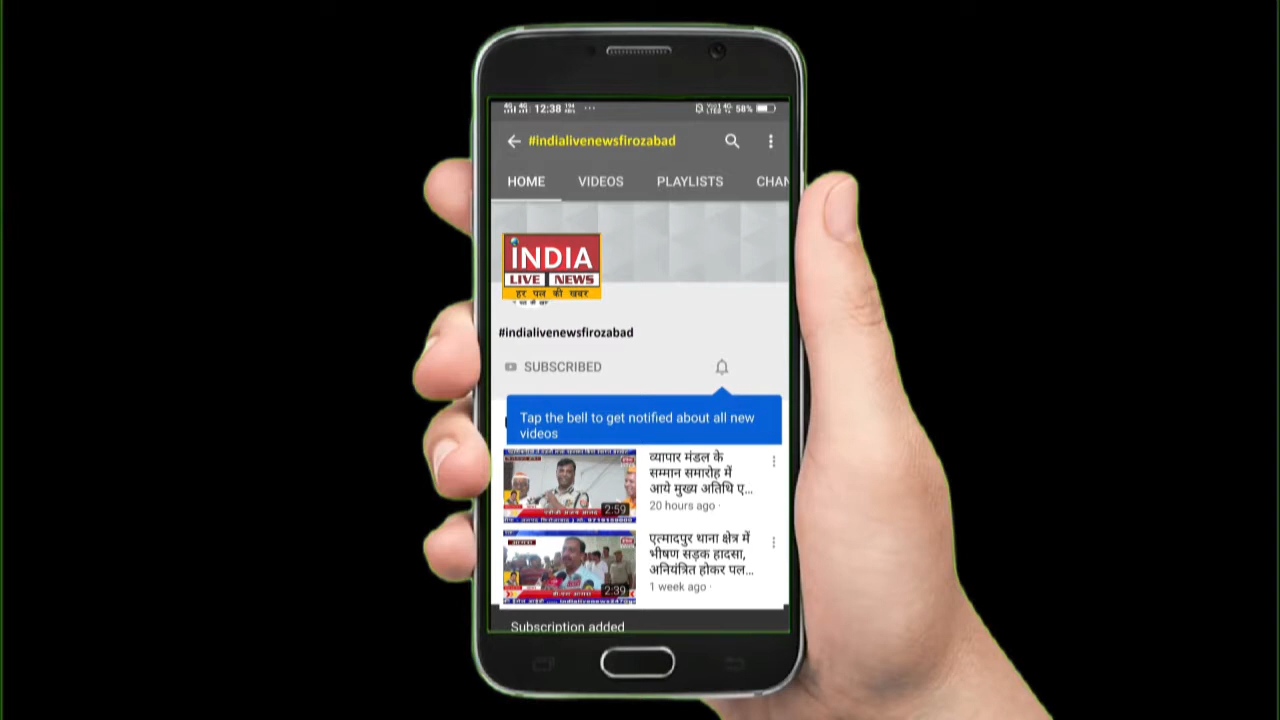 12:38
58%
#indialivenewsfirozabad
HOME VIDEOS PLAYLISTS CHAN
INDIA
LIVE NEWS
हर पल की खबर
#indialivenewsfirozabad
SUBSCRIBED
Tap the bell to get notified about all new
videos
व्यापार मंडल के
सम्मान समारोह में
आये मुख्य अतिथि ए...
20 hours ago ·
2:59
एत्मादपुर थाना क्षेत्र में
भीषण सड़क हादसा,
अनियंत्रित होकर पल...
1 week ago ·
2:39
Subscription added